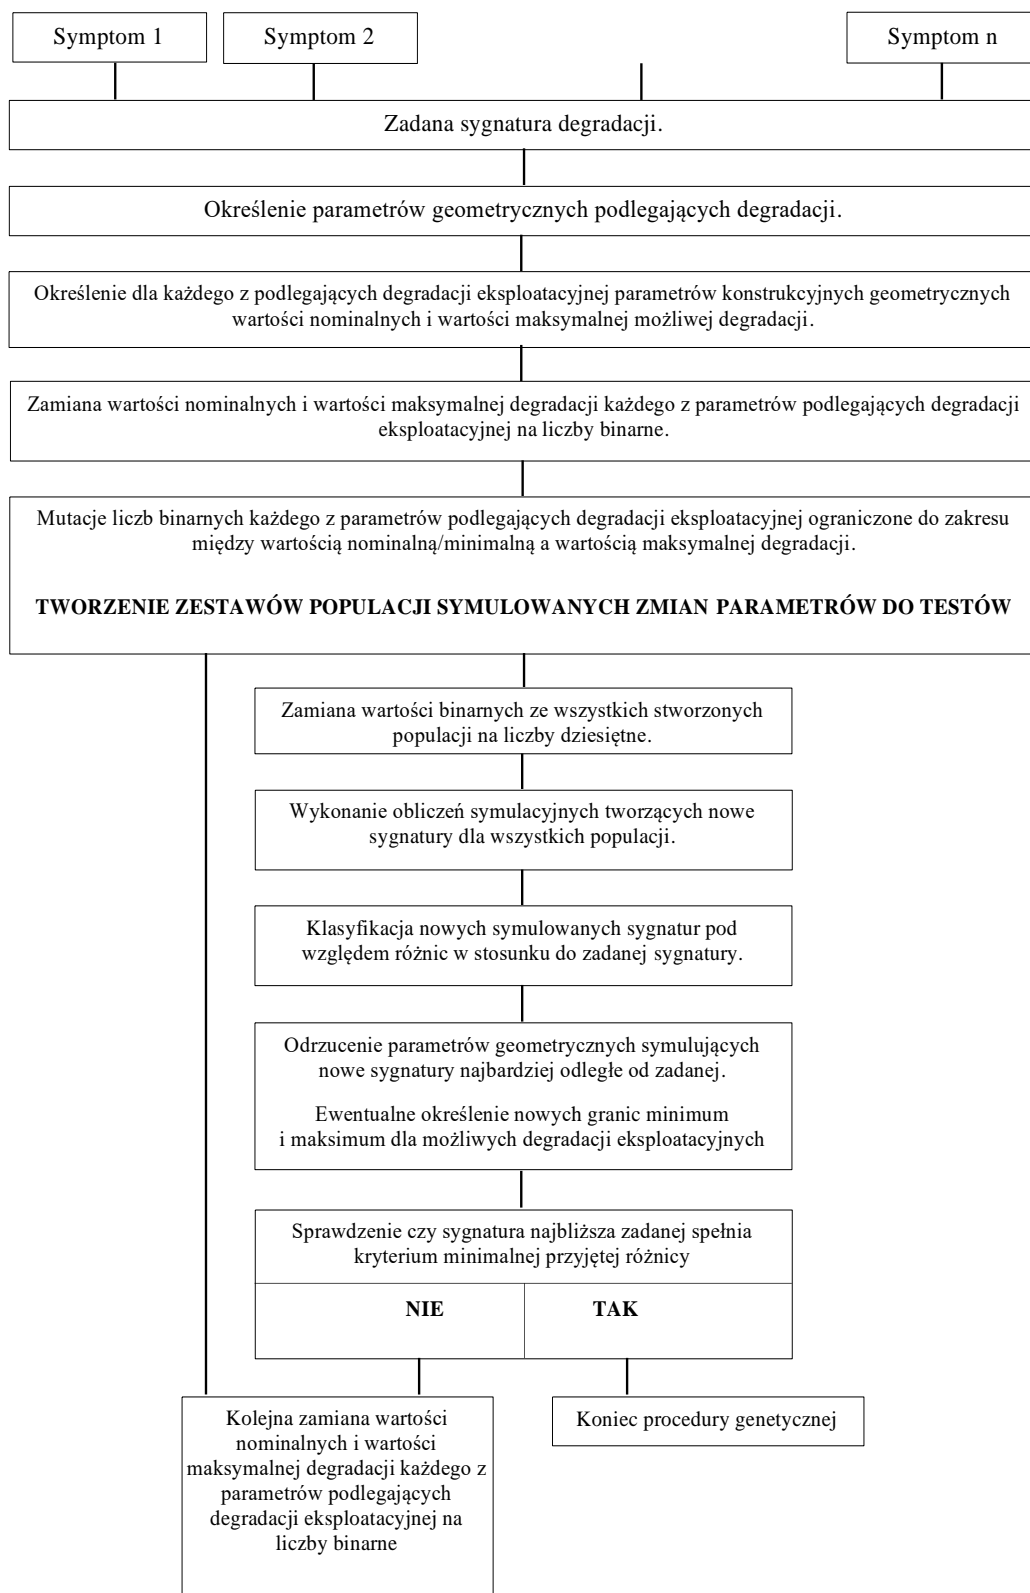 Symptom 1
Symptom 2
Symptom n
Zadana sygnatura degradacji.
Określenie parametrów geometrycznych podlegających degradacji.
Określenie dla każdego z podlegających degradacji eksploatacyjnej parametrów konstrukcyjnych geometrycznych
wartości nominalnych i wartości maksymalnej możliwej degradacji.
Zamiana wartości nominalnych i wartości maksymalnej degradacji każdego z parametrów podlegających degradacji
eksploatacyjnej na liczby binarne.
Mutacje liczb binarnych każdego z parametrów podlegających degradacji eksploatacyjnej ograniczone do zakresu
między wartością nominalną/minimalną a wartością maksymalnej degradacji.
TWORZENIE ZESTAWÓW POPULACJI SYMULOWANYCH ZMIAN PARAMETRÓW DO TESTÓW
Zamiana wartości binarnych ze wszystkich stworzonych
populacji na liczby dziesiętne.
Wykonanie obliczeń symulacyjnych tworzących nowe
sygnatury dla wszystkich populacji.
Klasyfikacja nowych symulowanych sygnatur pod
względem różnic w stosunku do zadanej sygnatury.
Odrzucenie parametrów geometrycznych symulujących
nowe sygnatury najbardziej odległe od zadanej.
Ewentualne określenie nowych granic minimum
i maksimum dla możliwych degradacji eksploatacyjnych
Sprawdzenie czy sygnatura najbliższa zadanej spełnia
kryterium minimalnej przyjętej różnicy
NIE
TAK
Kolejna zamiana wartości
nominalnych i wartości
maksymalnej degradacji każdego z
parametrów podlegających
degradacji eksploatacyjnej na
liczby binarne
Koniec procedury genetycznej